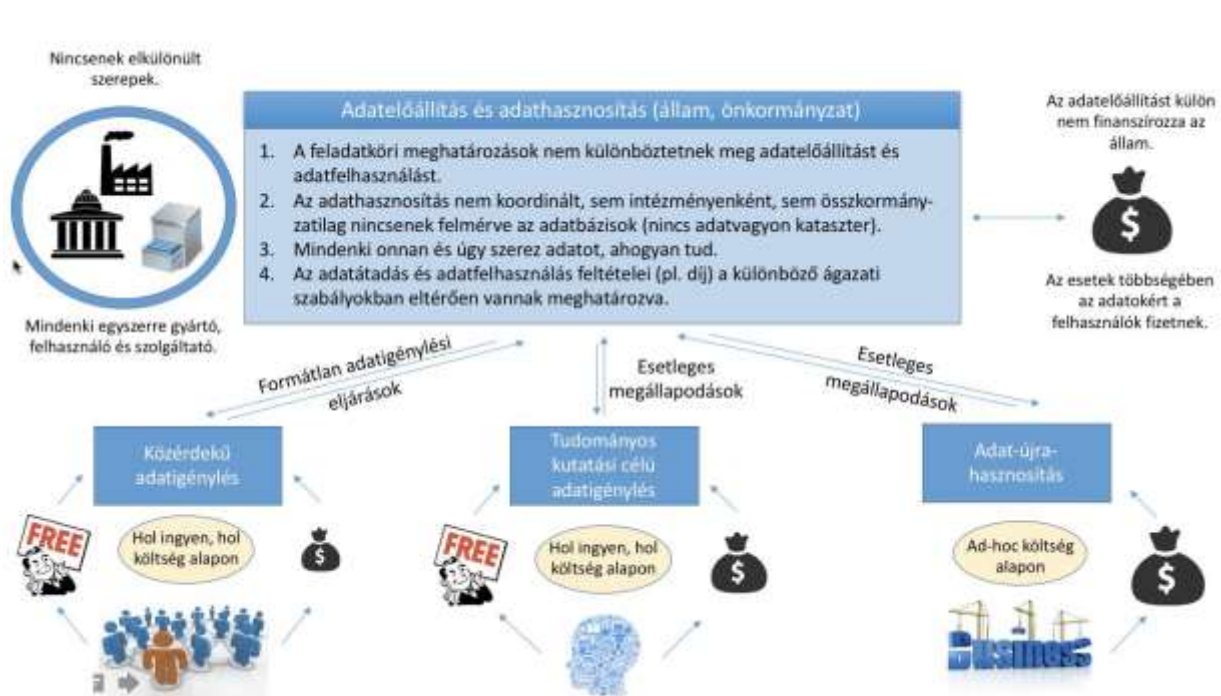 Nincsenek elkülönült
szerepek.
Mindenki egyszerre gyártó,
felhasználó és szolgáltató.
Adatelőállítás és adathasznosítás (állam, önkormányzat)
1. A feladatköri meghatározások nem különböztetnek meg adatelőállítást és
adatfelhasználást.
2. Az adathasznosítás nem koordinált, sem intézményenként, sem összkormány-
zatilag nincsenek felmérve az adatbázisok (nincs adatvagyon kataszter).
3. Mindenki onnan és úgy szerez adatot, ahogyan tud.
4. Az adatátadás és adatfelhasználás feltételei (pl. díj) a különböző ágazati
szabályokban eltérően vannak meghatározva.
Az adatelőállítást külön
nem finanszírozza az
állam.
$
Az esetek többségében
az adatokért a
felhasználók fizetnek.
Formátlan adatigénylési
eljárások
Esetleges
megállapodások
Esetleges
megállapodások
Közérdekű
adatigénylés
FREE
Hol ingyen, hol
költség alapon
$
Tudományos
kutatási célú
adatigénylés
FREE
Hol ingyen, hol
költség alapon
$
Adat-újra-
hasznosítás
Ad-hoc költség
alapon
$
Business